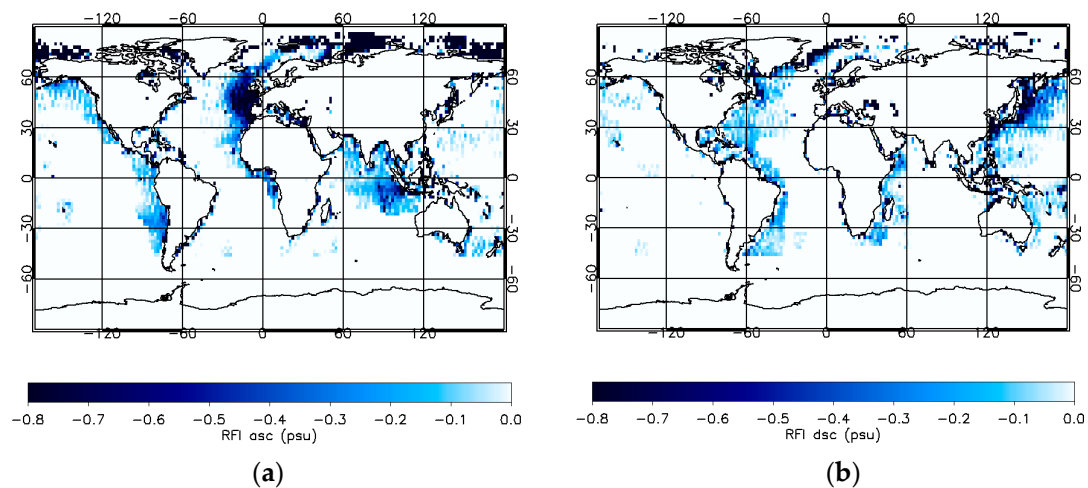 −120 −60 0 60 120
−120 −60 0 60 120
60 60 60 60
30 30 30 30
0 0 0 0
−30 −30 −30 −30
−60 −60 −60 −60
−120 −60 0 60 120
−120 −60 0 60 120
−0.8 −0.7 −0.6 −0.5 −0.4 −0.3 −0.2 −0.1 0.0
−0.8 −0.7 −0.6 −0.5 −0.4 −0.3 −0.2 −0.1 0.0
RFI asc (psu)
RFI dsc (psu)
(a)
(b)